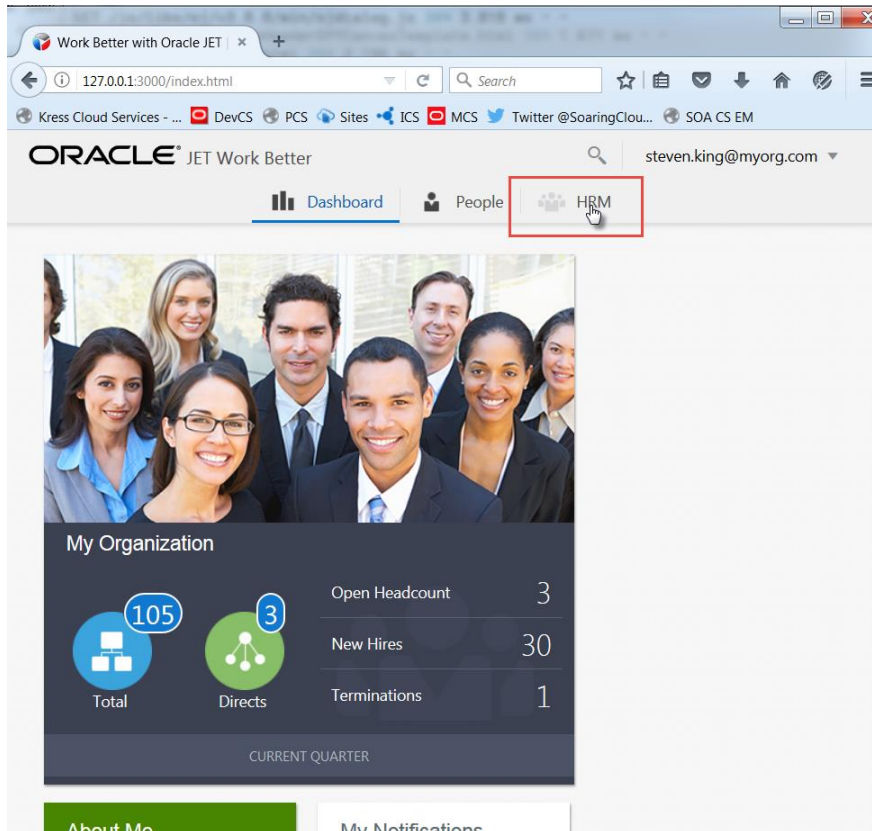 Work Better with Oracle JET | × +
127.0.0.1:3000/index.html Search
Kress Cloud Services - ... DevCS PCS Sites ICS MCS Twitter @SoaringClou... SOA CS EM
ORACLE® JET Work Better steven.king@myorg.com
Dashboard People HRM
My Organization
105 Total
3 Directs
Open Headcount 3
New Hires 30
Terminations 1
CURRENT QUARTER
About Me My Notifications